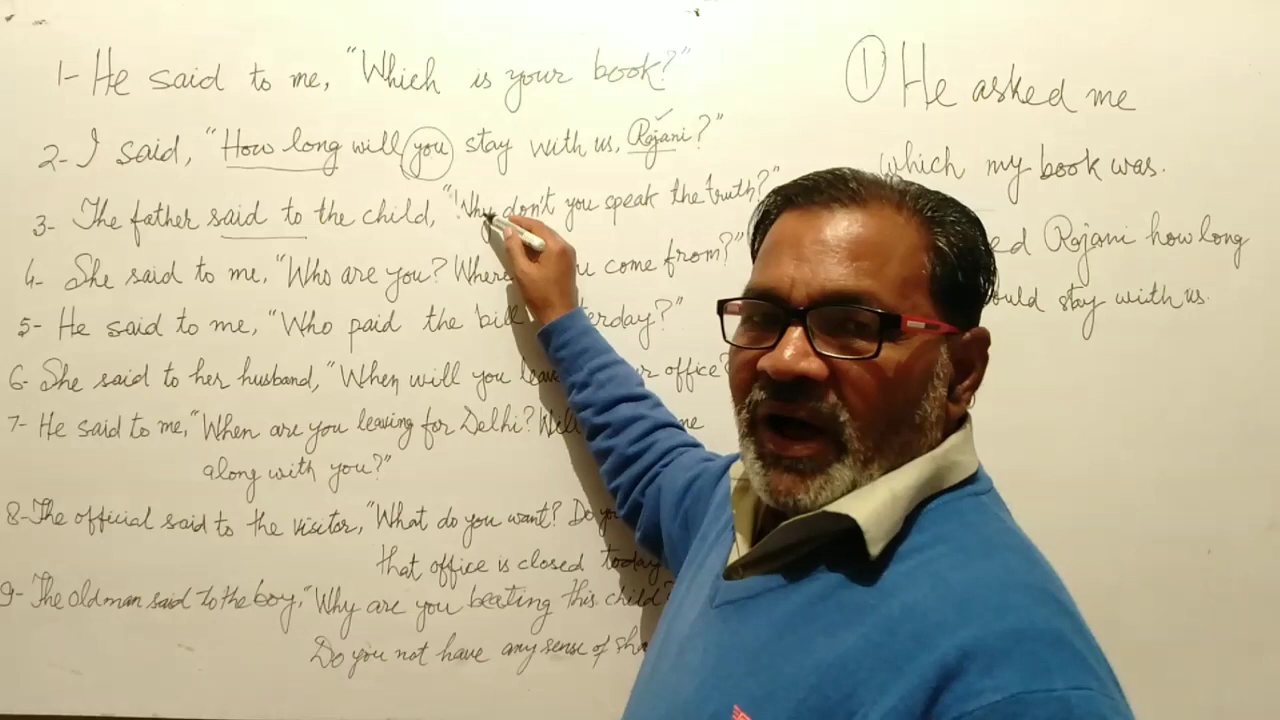 1- He said to me, "Which is your book?"
2- I said, "How long will you stay with us, Rajani?"
3- The father said to the child, "Why don't you speak the truth?"
4- She said to me, "Who are you? Where come from?"
5- He said to me, "Who paid the bill yesterday?"
6- She said to her husband, "When will you leave office?
7- He said to me, "When are you leaving for Delhi?
along with you?"
8- The official said to the visitor, "What do you want? Do
that office is closed today
9- The old man said to the boy, "Why are you beating this child?
Do you not have any sense of
① He asked me
which my book was.
Rajani how long
stay with us.